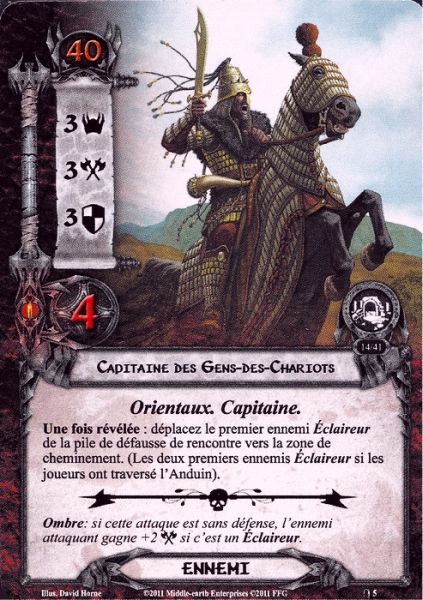 40
3
3
3
4
14/41
Capitaine des Gens-des-Chariots
Orientaux. Capitaine.
Une fois révélée : déplacez le premier ennemi Éclaireur
de la pile de défausse de rencontre vers la zone de
cheminement. (Les deux premiers ennemis Éclaireur si les
joueurs ont traversé l'Anduin).
Ombre: si cette attaque est sans défense, l'ennemi
attaquant gagne +2 si c'est un Éclaireur.
ENNEMI
Illus. David Horne ©2011 Middle-earth Enterprises ©2011 FFG 5